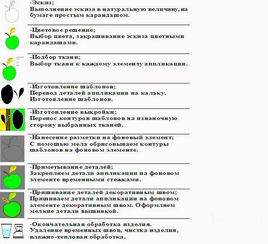 -Эскиз;
Выполнение эскиза в натуральную величину,на
бумаге простым карандашом.
-Цветовое решение;
Выбор цвета, закрашивание эскиза цветными
карандашами.
-Подбор ткани;
Выбор ткани к каждому элементу аппликации.
-Изготовление шаблонов;
Перевод деталей аппликации на кальку.
Изготовление шаблонов.
-Изготовление выкройки;
Перенос контуров шаблонов на изнаночную
сторону выбранных тканей.
-Нанесение разметки на фоновый элемент;
С помощью мела обрисовываем контуры
шаблонов на фоновом элементе.
-Приметывание деталей;
Закрепляем детали аппликации на фоновом
элементе временными стежками.
-Пришивание деталей декоративным швом;
Пришиваем детали аппликации на фоновом
элементе декоративным швом. Оформляем
мелкие детали вышивкой.
-Окончательная обработка изделия.
Удаление временных швов, чистка изделия,
влажно-тепловая обработка.